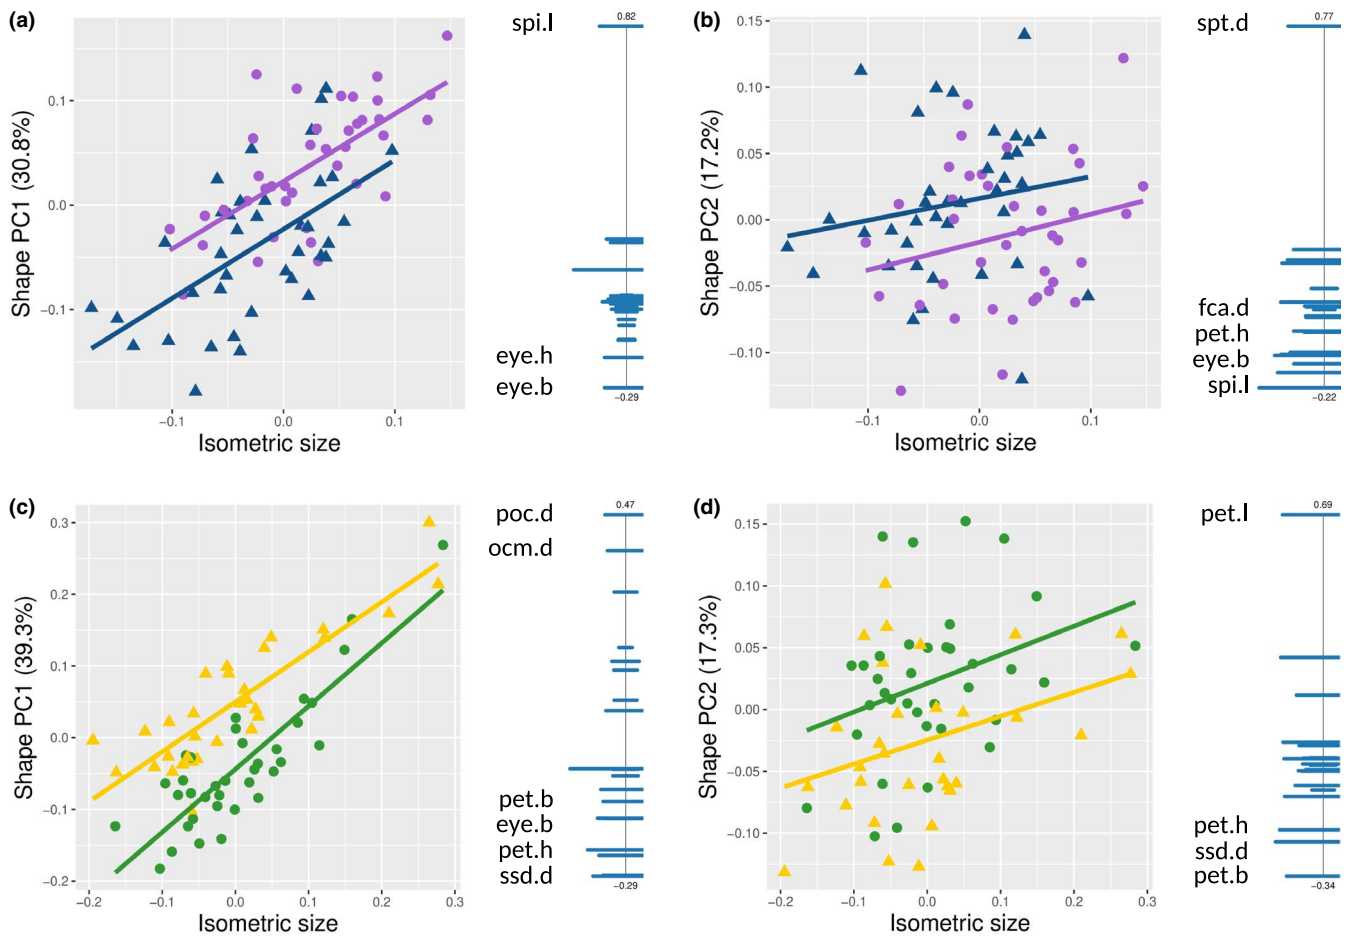 (a)
0.1
0.0
−0.1
Shape PC1 (30.8%)
−0.1 0.0 0.1
Isometric size
spi.l
0.82
eye.h
eye.b
−0.29
(b)
0.15
0.10
0.05
0.00
−0.05
−0.10
Shape PC2 (17.2%)
−0.1 0.0 0.1
Isometric size
spt.d
0.77
fca.d
pet.h
eye.b
spi.l
−0.22
(c)
0.3
0.2
0.1
0.0
−0.1
−0.2
Shape PC1 (39.3%)
−0.2 −0.1 0.0 0.1 0.2 0.3
Isometric size
poc.d
0.47
ocm.d
pet.b
eye.b
pet.h
ssd.d
−0.29
(d)
0.15
0.10
0.05
0.00
−0.05
−0.10
Shape PC2 (17.3%)
−0.2 −0.1 0.0 0.1 0.2 0.3
Isometric size
pet.l
0.69
pet.h
ssd.d
pet.b
−0.34